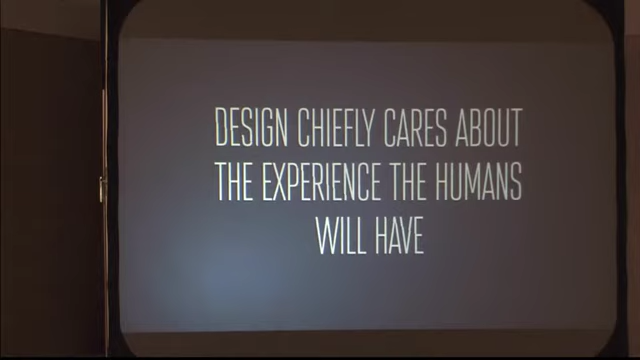 DESIGN CHIEFLY CARES ABOUT
THE EXPERIENCE THE HUMANS
WILL HAVE